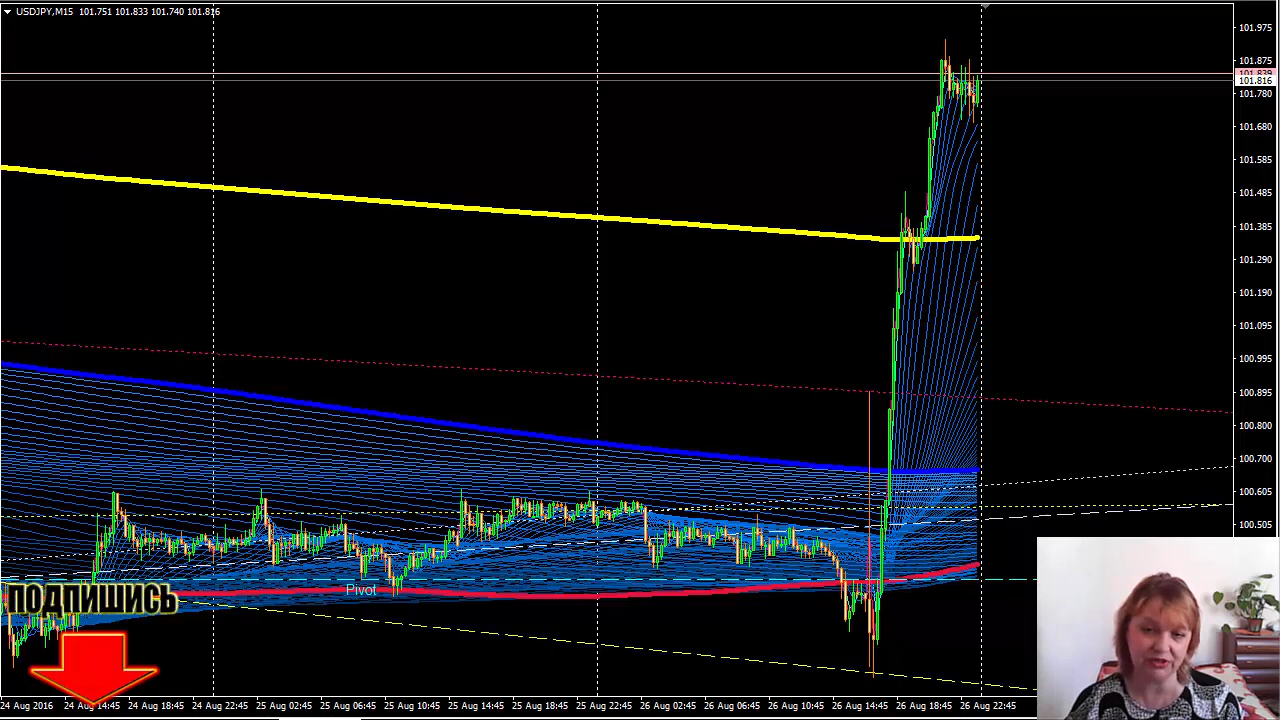 USDJPY,M15 101.751 101.833 101.740 101.816
101.975
101.875
101.839
101.816
101.780
101.680
101.585
101.485
101.385
101.290
101.190
101.095
100.995
100.895
100.800
100.700
100.605
100.505
Pivot
ПОДПИШИСЬ
24 Aug 2016
24 Aug 14:45
24 Aug 18:45
24 Aug 22:45
25 Aug 02:45
25 Aug 06:45
25 Aug 10:45
25 Aug 14:45
25 Aug 18:45
25 Aug 22:45
26 Aug 02:45
26 Aug 06:45
26 Aug 10:45
26 Aug 14:45
26 Aug 18:45
26 Aug 22:45